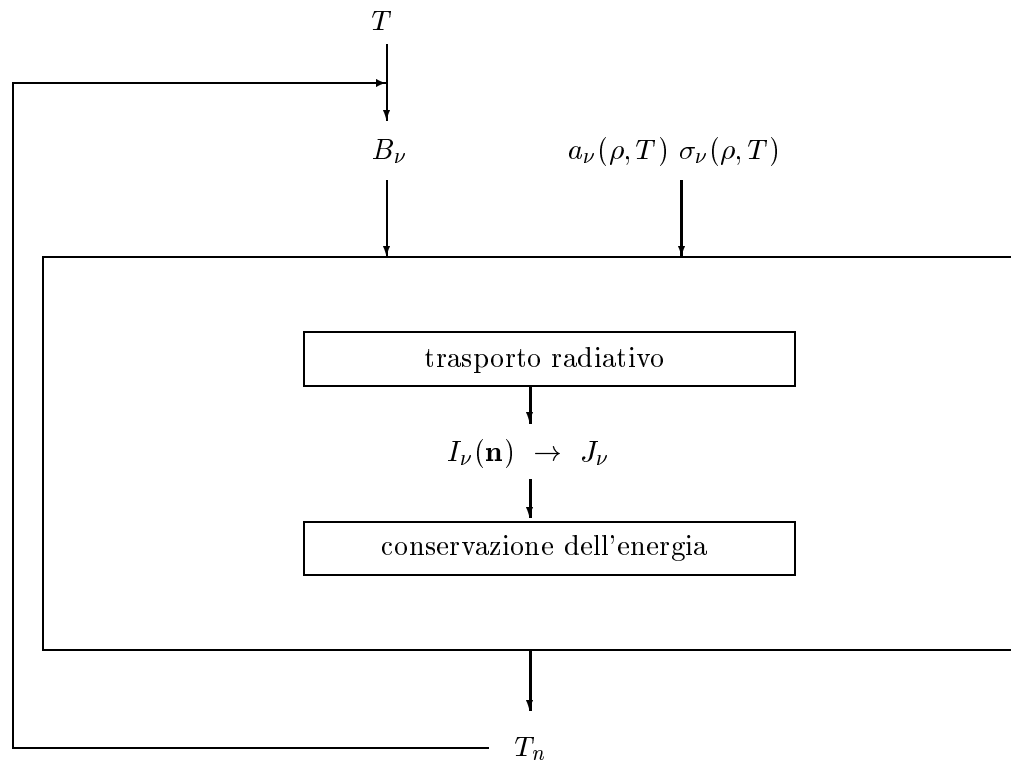 T
B_ν a_ν(ρ, T) σ_ν(ρ, T)
trasporto radiativo
I_ν(n) → J_ν
conservazione dell'energia
T_n